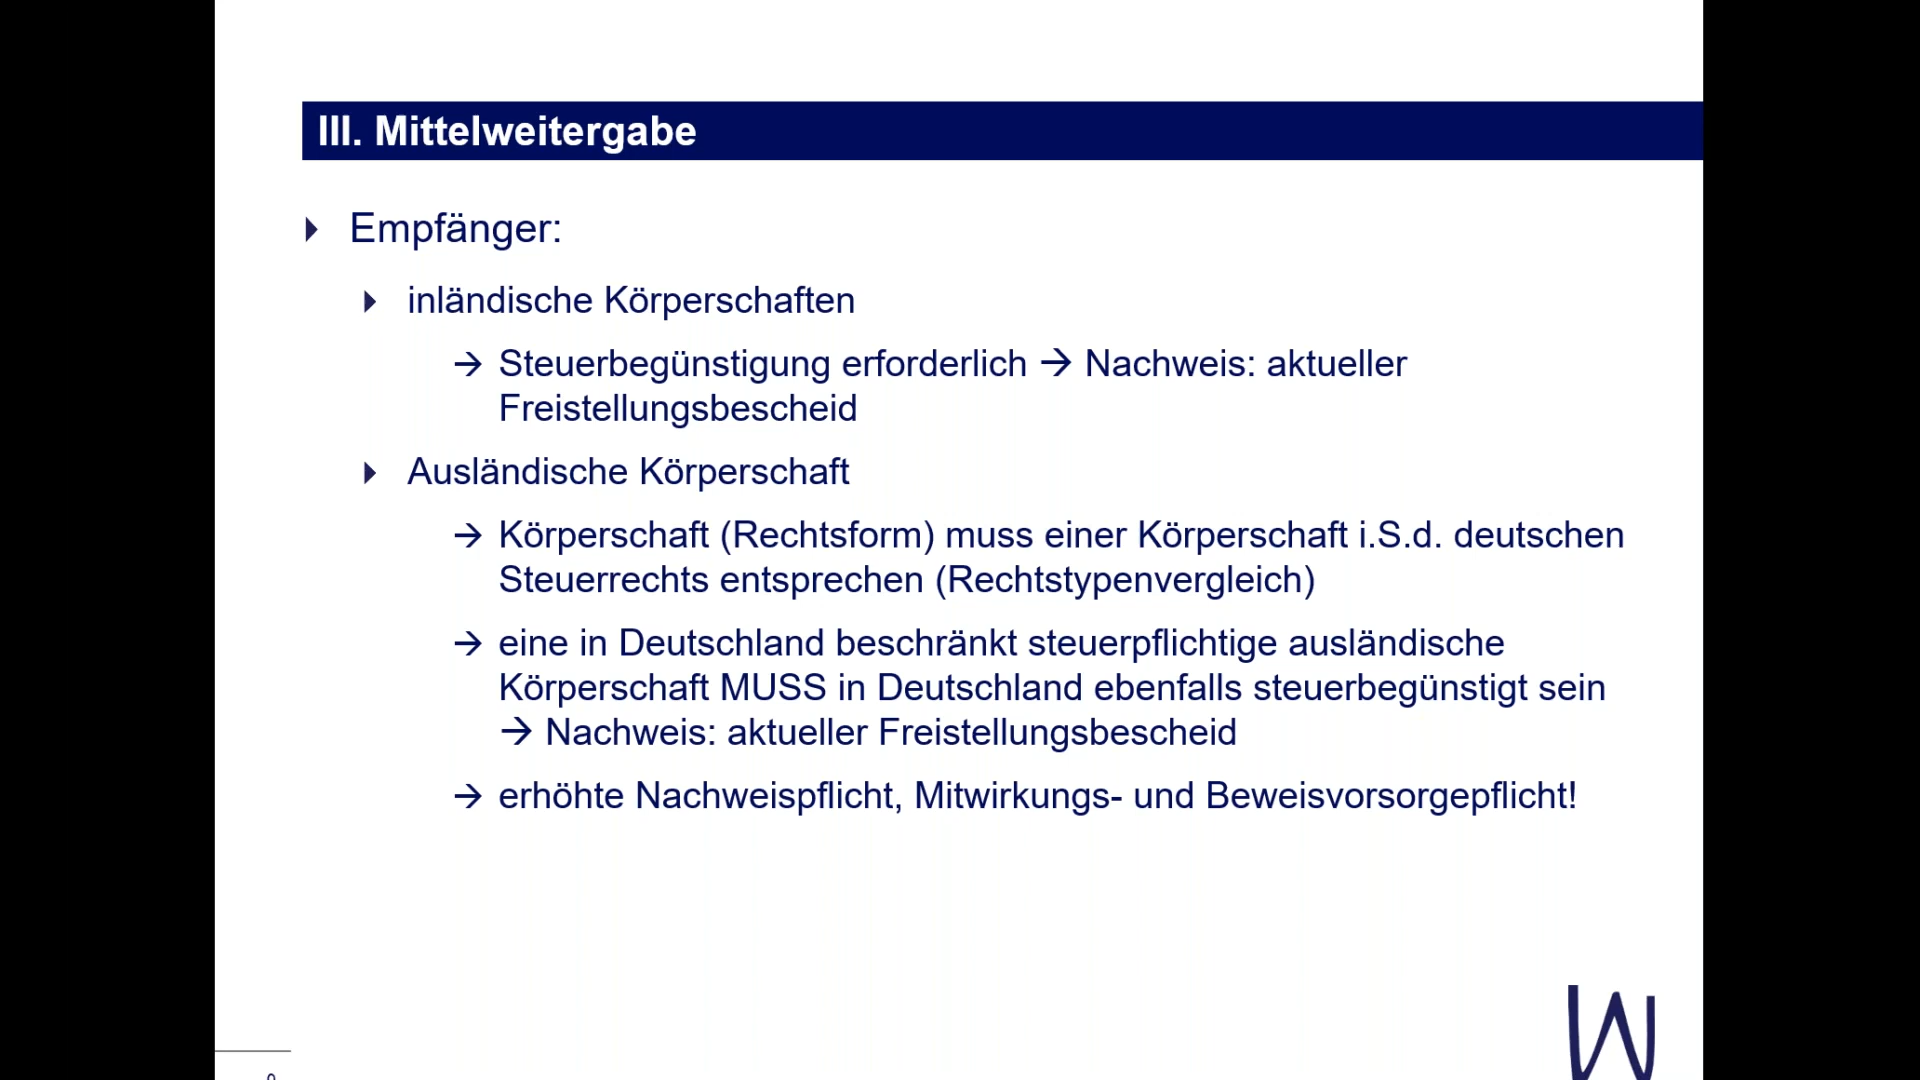 III. Mittelweitergabe
Empfänger:
inländische Körperschaften
→ Steuerbegünstigung erforderlich → Nachweis: aktueller
Freistellungsbescheid
Ausländische Körperschaft
→ Körperschaft (Rechtsform) muss einer Körperschaft i.S.d. deutschen
Steuerrechts entsprechen (Rechtstypenvergleich)
→ eine in Deutschland beschränkt steuerpflichtige ausländische
Körperschaft MUSS in Deutschland ebenfalls steuerbegünstigt sein
→ Nachweis: aktueller Freistellungsbescheid
→ erhöhte Nachweispflicht, Mitwirkungs- und Beweisvorsorgepflicht!
W